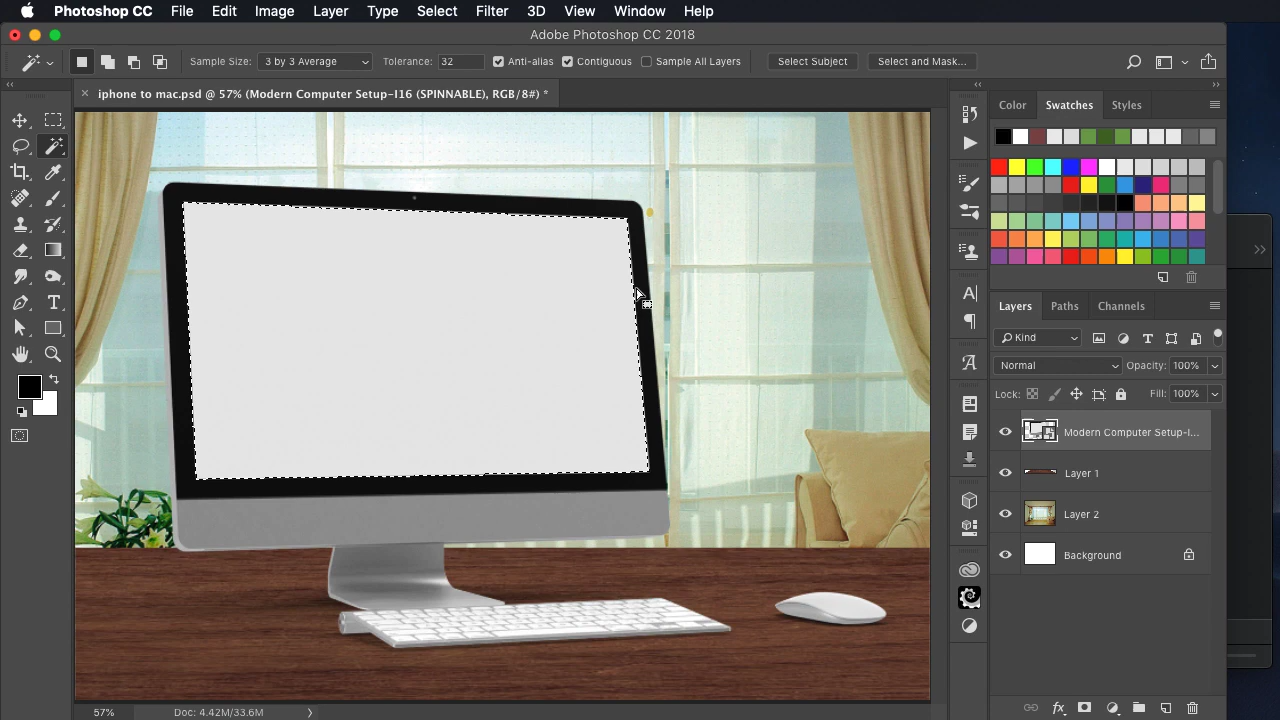 Photoshop CC File Edit Image Layer Type Select Filter 3D View Window Help
Adobe Photoshop CC 2018
Sample Size: 3 by 3 Average Tolerance: 32 Anti-alias Contiguous Sample All Layers Select Subject Select and Mask...
iphone to mac.psd @ 57% (Modern Computer Setup-I16 (SPINNABLE), RGB/8#) *
Color Swatches Styles
Layers Paths Channels
Kind
Normal Opacity: 100%
Lock: Fill: 100%
Modern Computer Setup-I...
Layer 1
Layer 2
Background
57% Doc: 4.42M/33.6M